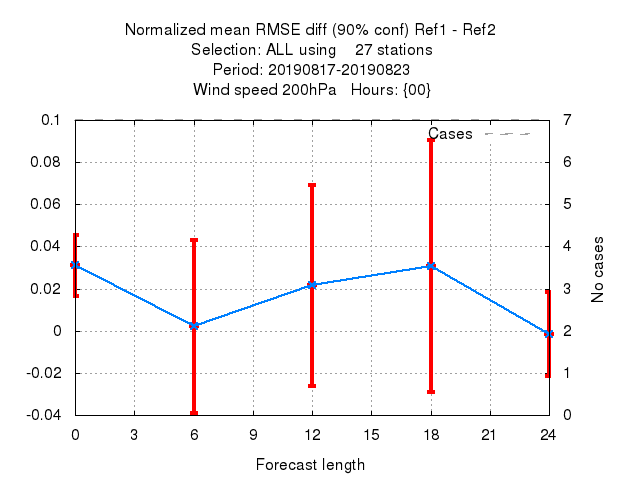 Normalized mean RMSE diff (90% conf) Ref1 - Ref2
Selection: ALL using    27 stations
Period: 20190817-20190823
Wind speed 200hPa   Hours: {00}
Cases
0.1
0.08
0.06
0.04
0.02
0
-0.02
-0.04
7
6
5
4
3
2
1
0
No cases
0 3 6 9 12 15 18 21 24
Forecast length